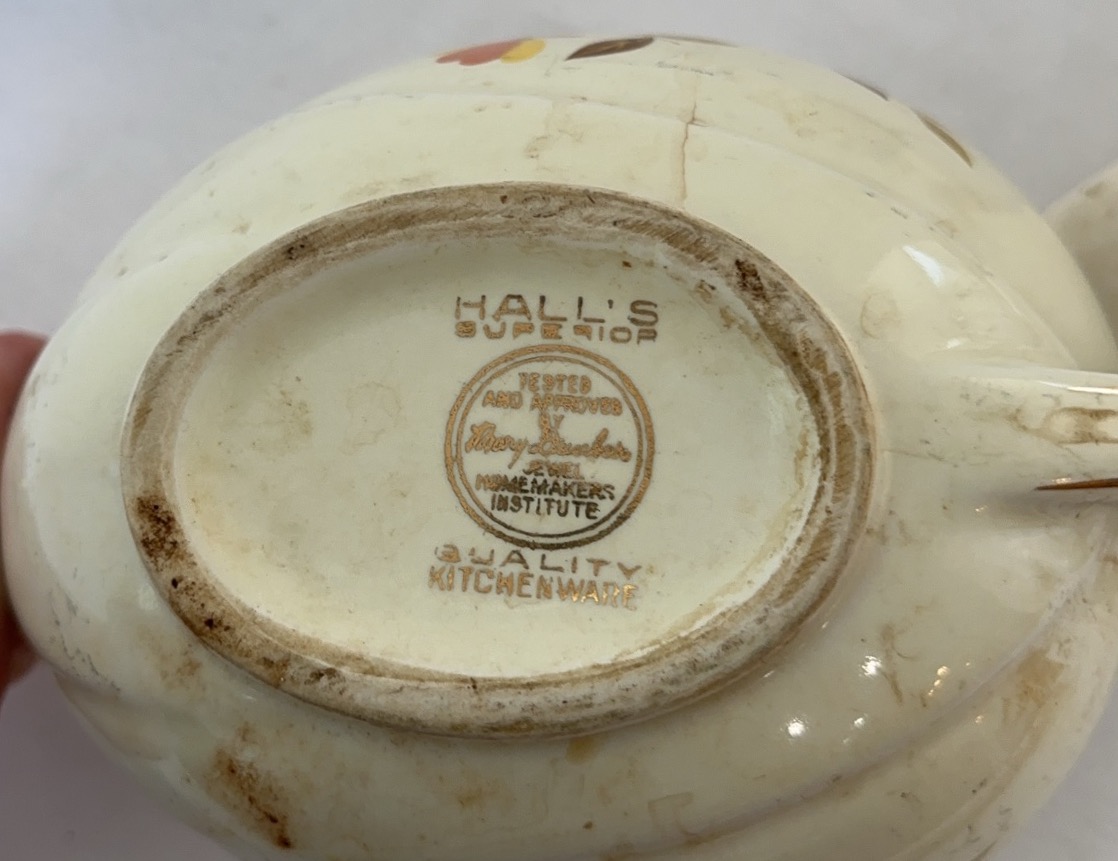 HALL'S
SUPERIOR
TESTED
AND APPROVED
BY
Mary Dunbar
JEWEL
HOMEMAKERS
INSTITUTE
QUALITY
KITCHENWARE